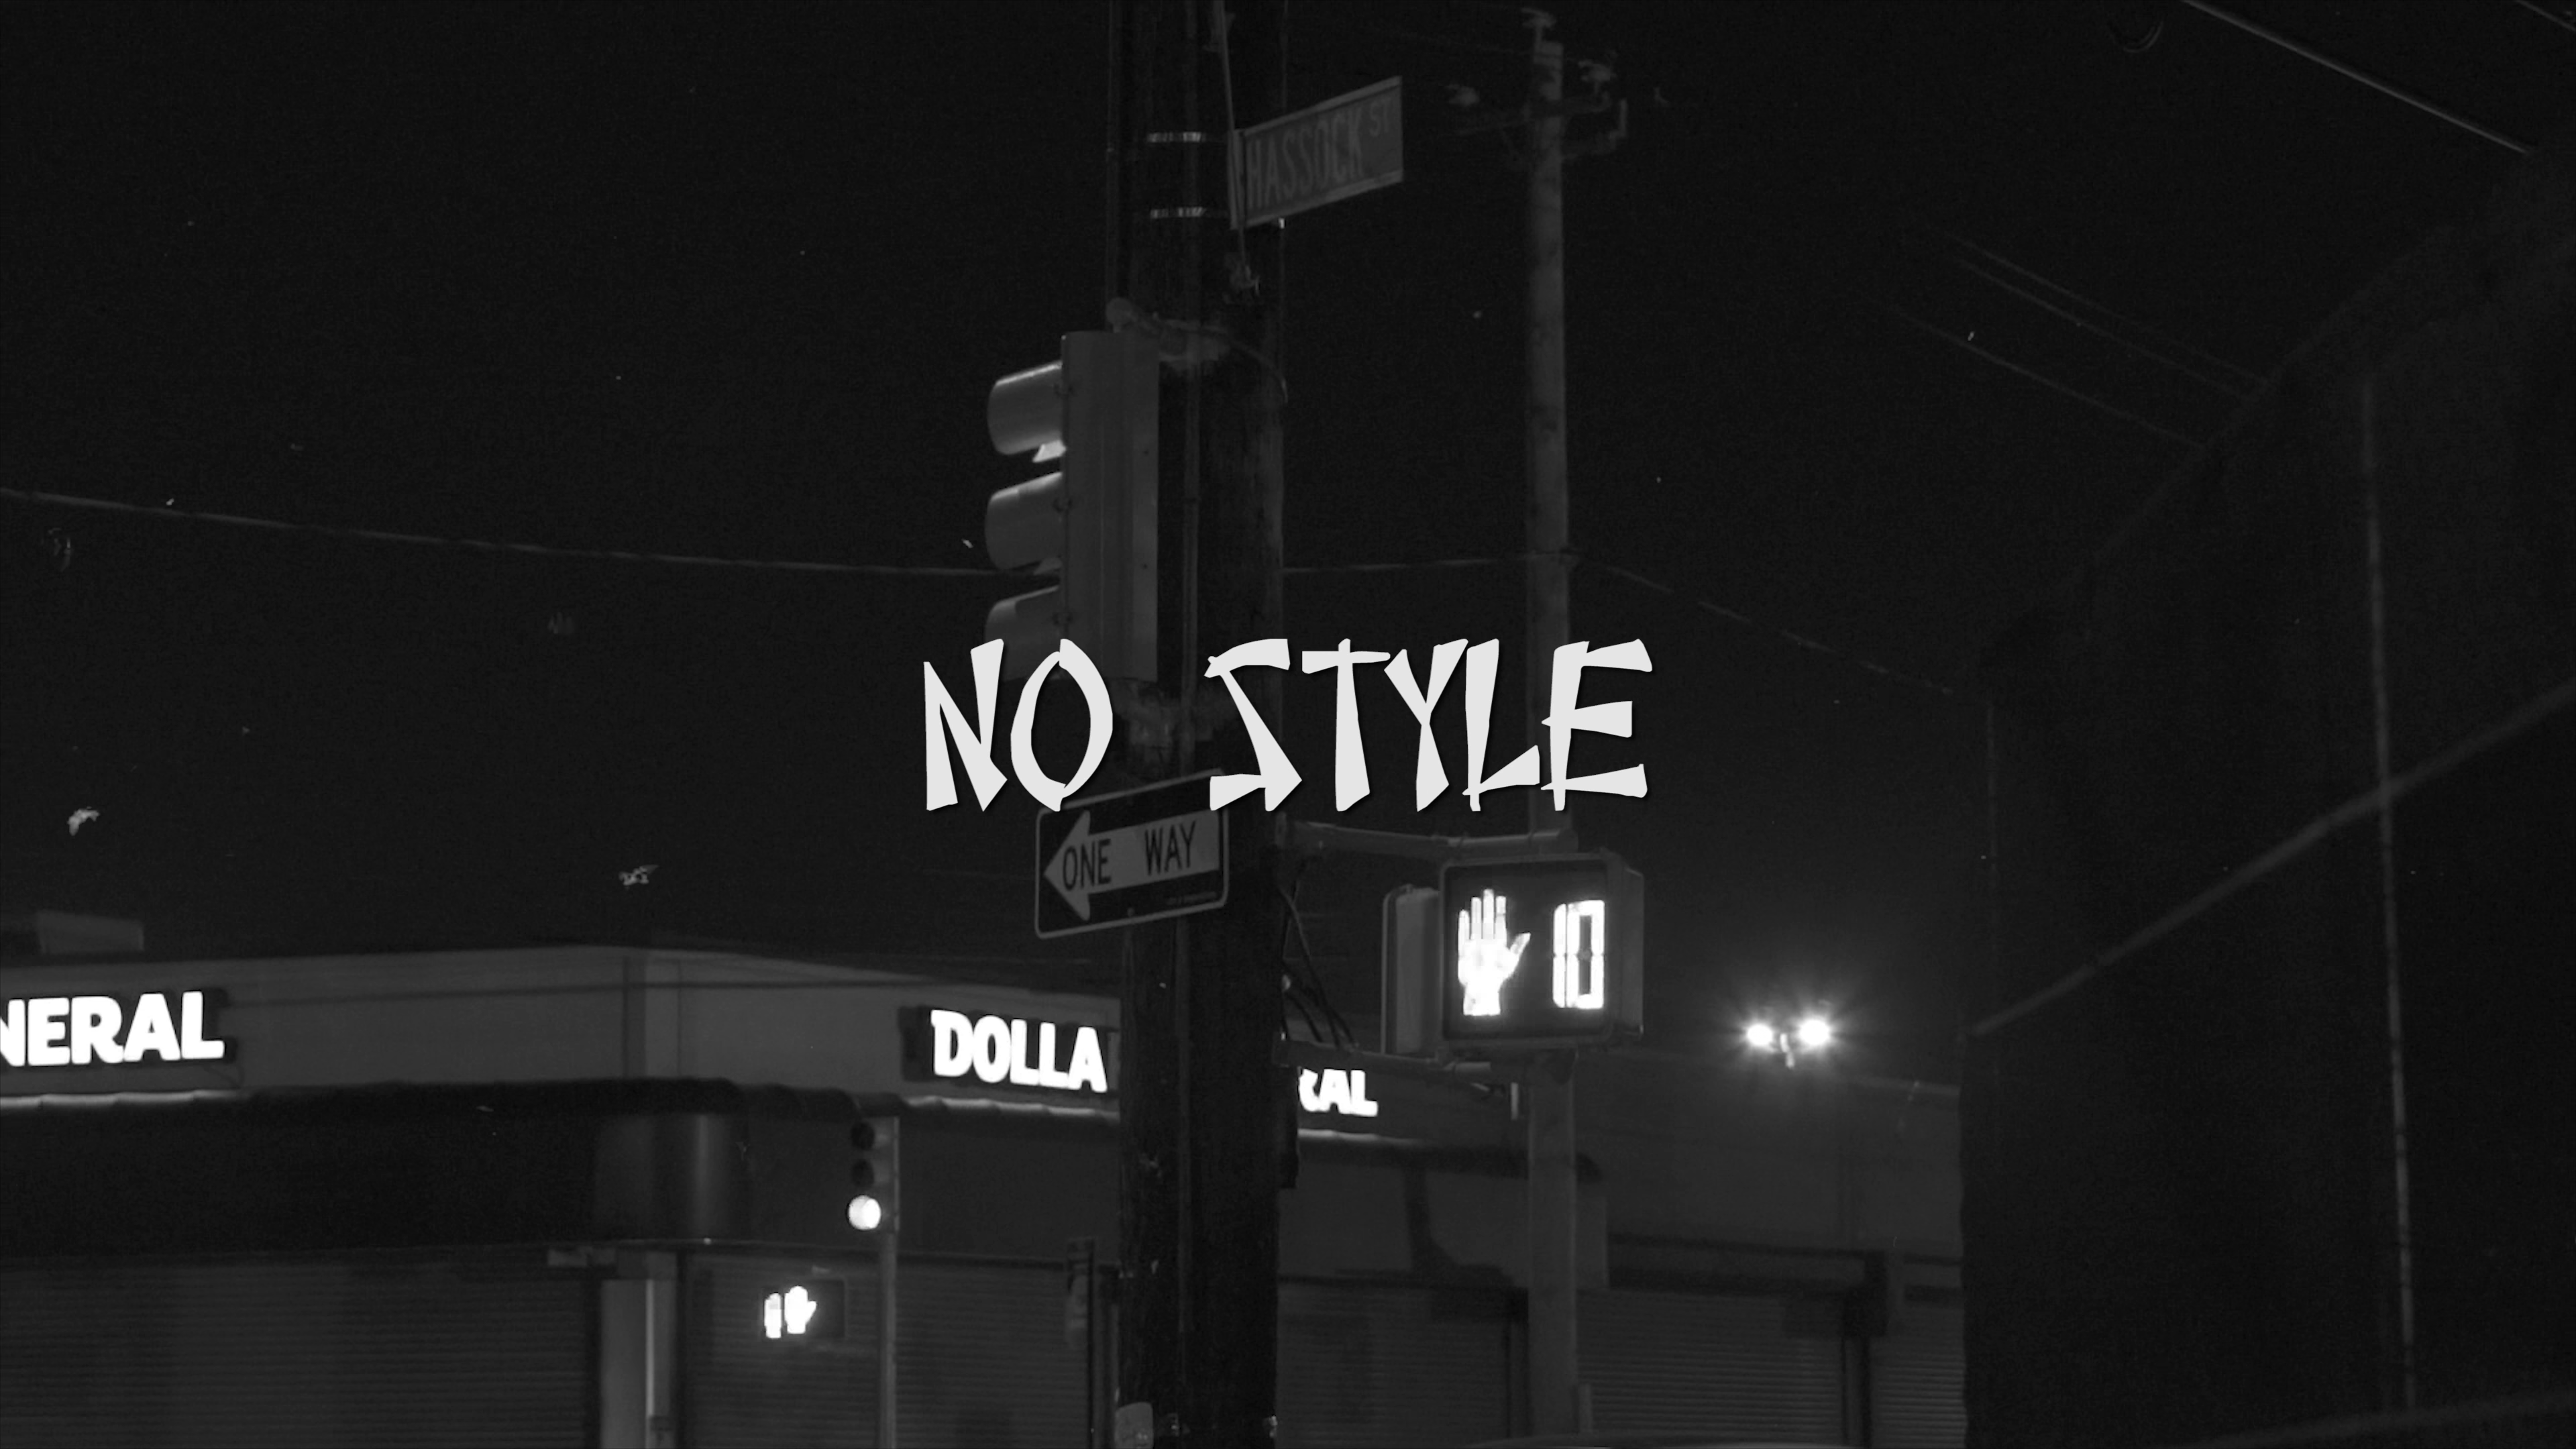 HASSOCK ST
NO STYLE
ONE WAY
10
NERAL
DOLLA
RAL